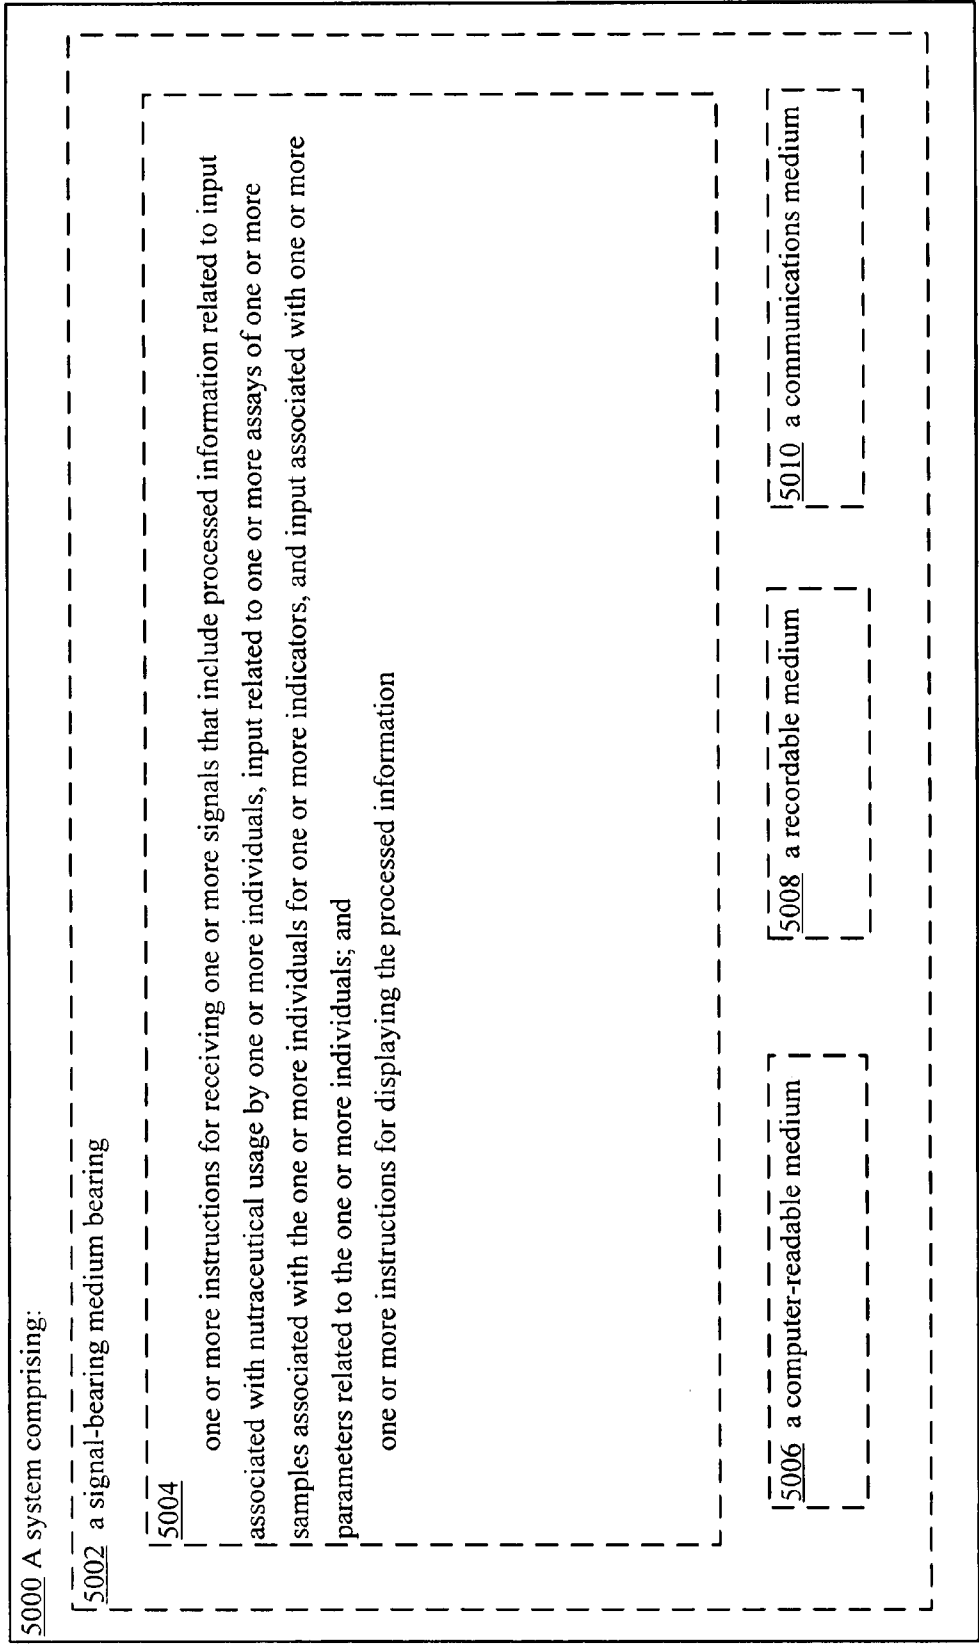 5000 A system comprising:
5002 a signal-bearing medium bearing
5004
one or more instructions for receiving one or more signals that include processed information related to input
associated with nutraceutical usage by one or more individuals, input related to one or more assays of one or more
samples associated with the one or more individuals for one or more indicators, and input associated with one or more
parameters related to the one or more individuals; and
one or more instructions for displaying the processed information
5006 a computer-readable medium
5008 a recordable medium
5010 a communications medium